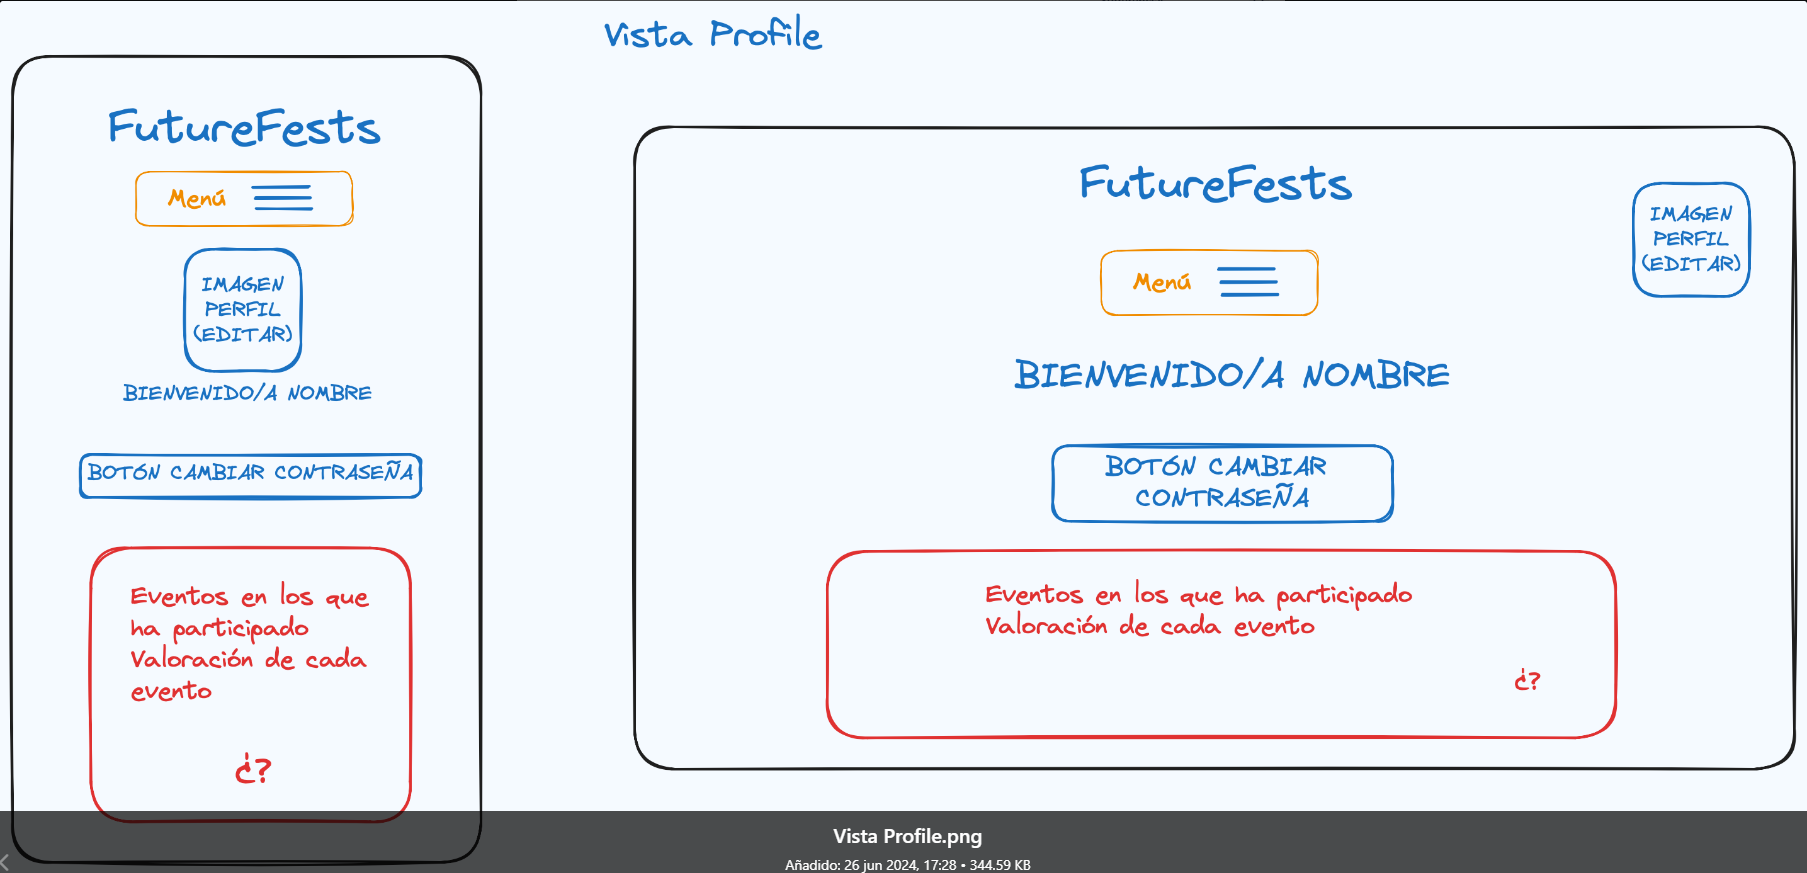 Vista Profile
FutureFests
Menú
IMAGEN
PERFIL
(EDITAR)
BIENVENIDO/A NOMBRE
BOTÓN CAMBIAR CONTRASEÑA
Eventos en los que
ha participado
Valoración de cada
evento
¿?
FutureFests
IMAGEN
PERFIL
(EDITAR)
Menú
BIENVENIDO/A NOMBRE
BOTÓN CAMBIAR
CONTRASEÑA
Eventos en los que ha participado
Valoración de cada evento
¿?
Vista Profile.png
Añadido: 26 jun 2024, 17:28 • 344.59 KB